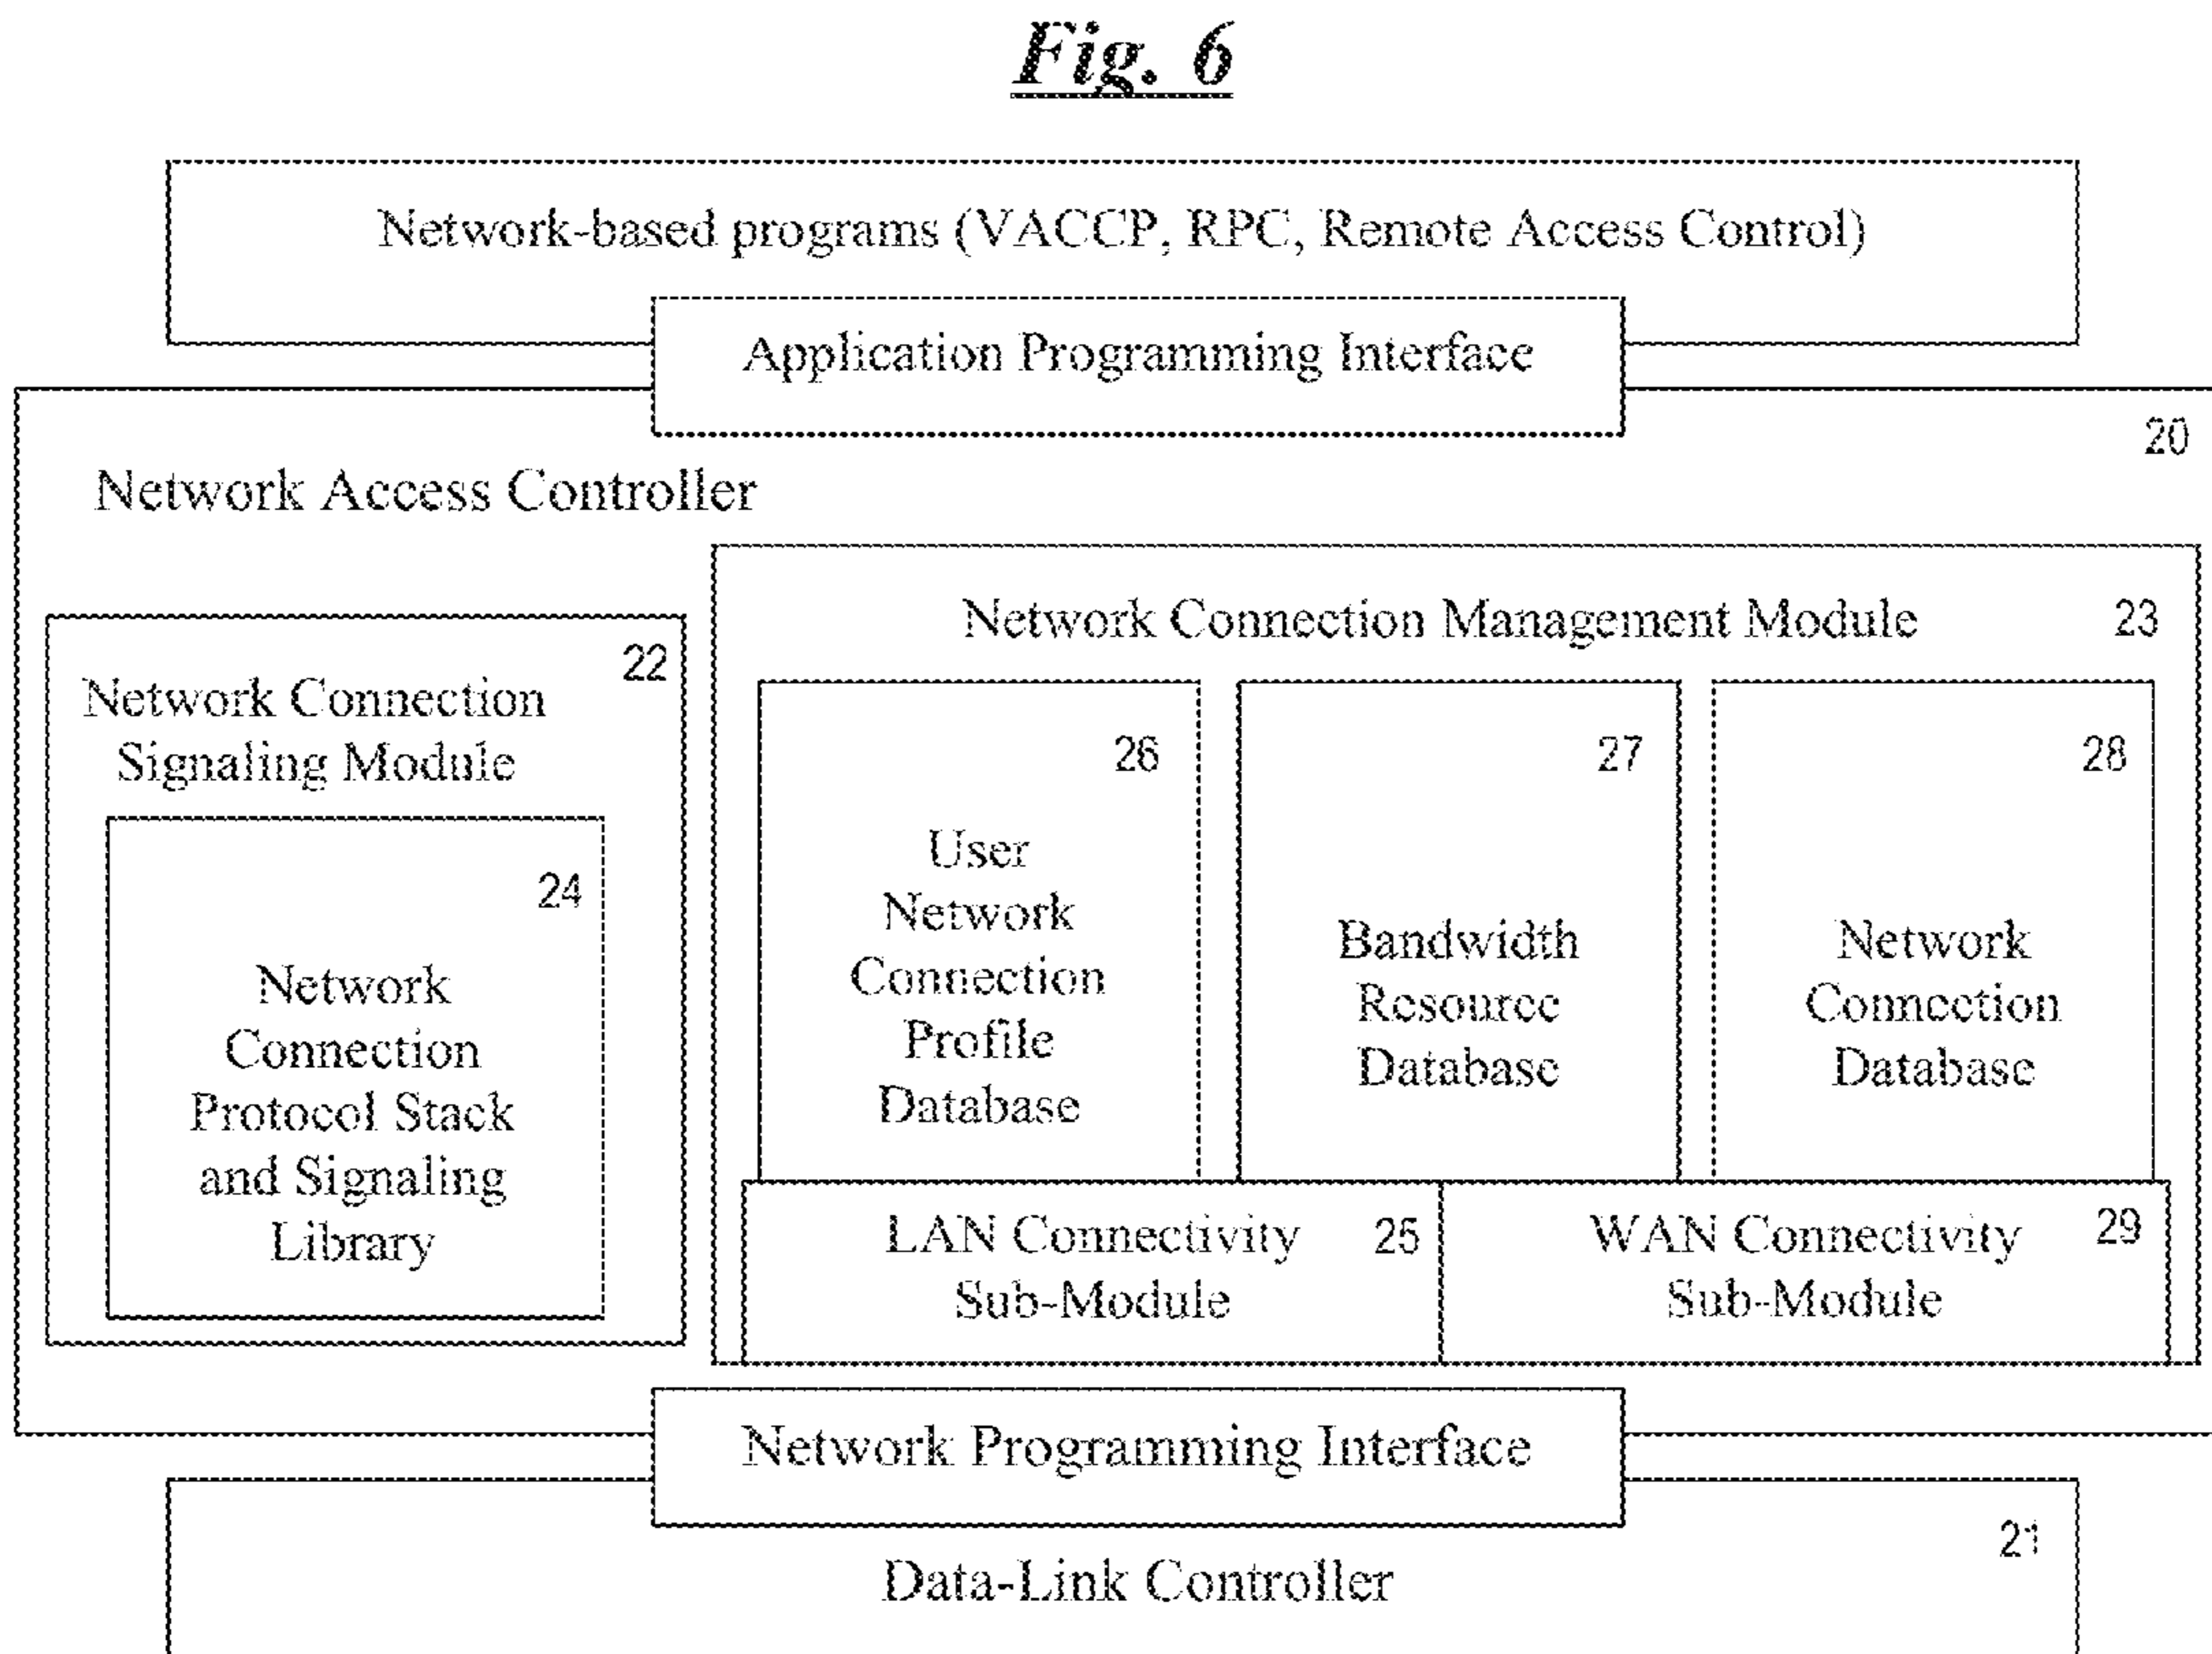 Fig. 6
Network-based programs (VACCP, RPC, Remote Access Control)
Application Programming Interface
20
Network Access Controller
Network Connection Management Module 23
22
Network Connection
Signaling Module
24
Network
Connection
Protocol Stack
and Signaling
Library
26
User
Network
Connection
Profile
Database
27
Bandwidth
Resource
Database
28
Network
Connection
Database
LAN Connectivity 25
Sub-Module
WAN Connectivity 29
Sub-Module
Network Programming Interface
21
Data-Link Controller